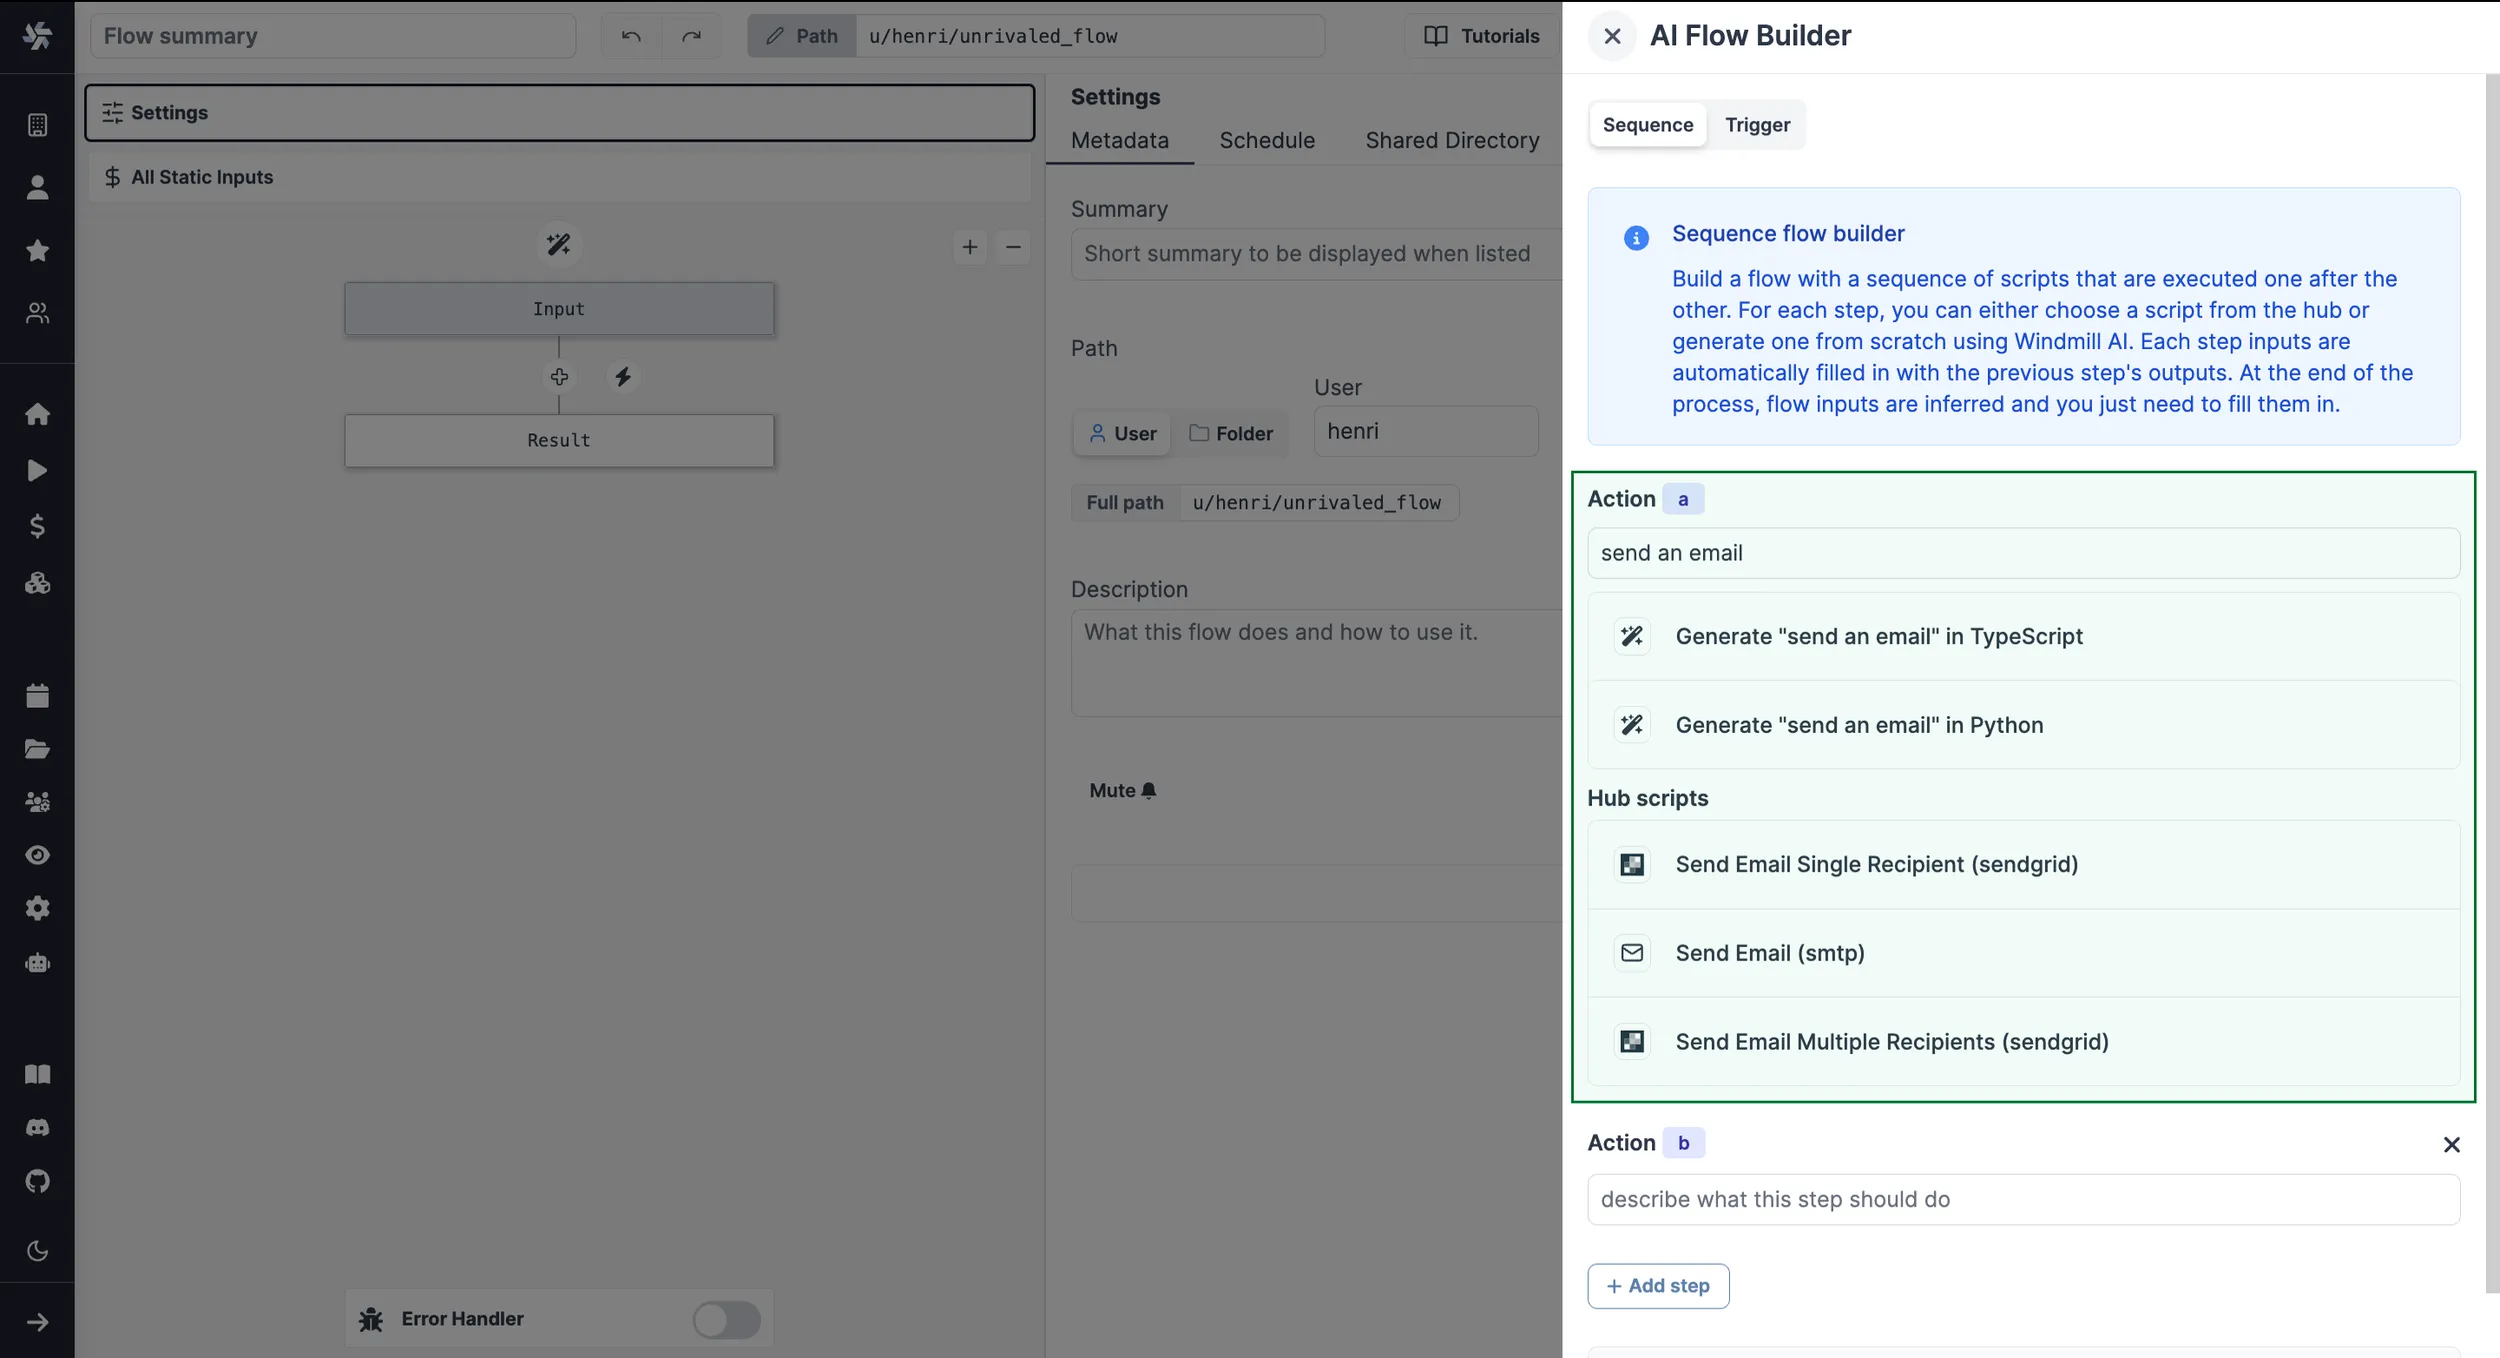 Flow summary
Path
u/henri/unrivaled_flow
Tutorials
Settings
All Static Inputs
Input
Result
Error Handler
Settings
Metadata
Schedule
Shared Directory
Summary
Short summary to be displayed when listed
Path
User
User
Folder
henri
Full path
u/henri/unrivaled_flow
Description
What this flow does and how to use it.
Mute
AI Flow Builder
Sequence
Trigger
Sequence flow builder
Build a flow with a sequence of scripts that are executed one after the
other. For each step, you can either choose a script from the hub or
generate one from scratch using Windmill AI. Each step inputs are
automatically filled in with the previous step's outputs. At the end of the
process, flow inputs are inferred and you just need to fill them in.
Action a
send an email
Generate "send an email" in TypeScript
Generate "send an email" in Python
Hub scripts
Send Email Single Recipient (sendgrid)
Send Email (smtp)
Send Email Multiple Recipients (sendgrid)
Action b
describe what this step should do
+ Add step